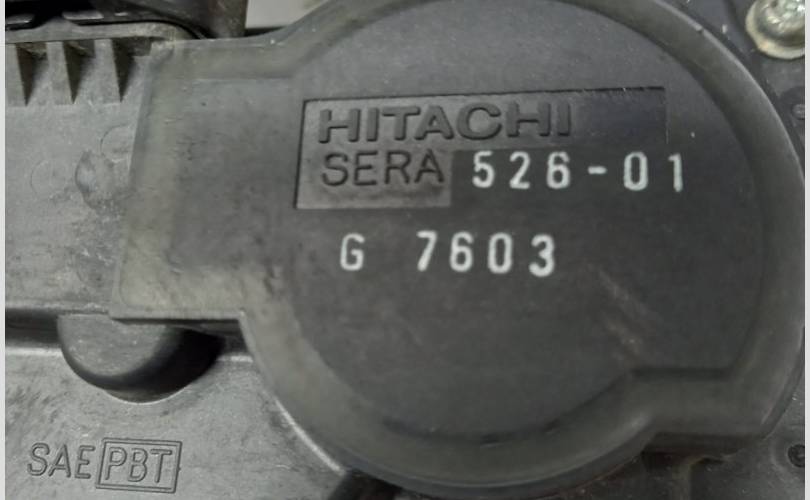 HITACHI
SERA 526-01
G 7603
SAE PBT